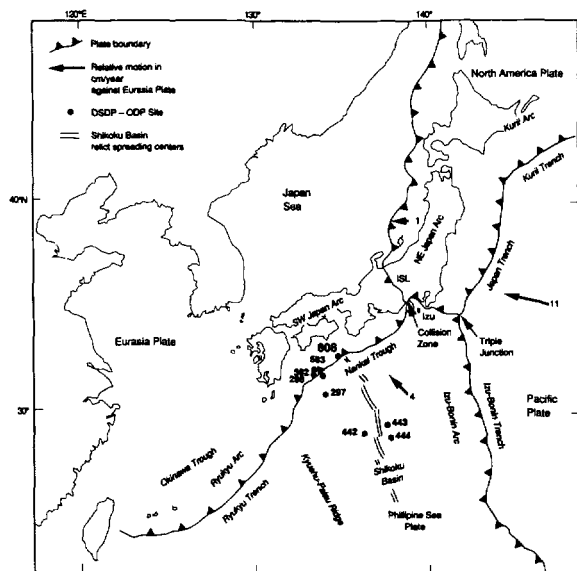 120°E
130°
140°
Plate boundary
Relative motion in
cm/year
against Eurasia Plate
DSDP – ODP Site
Shikoku Basin
relict spreading centers
North America Plate
Kuril Arc
Kuril Trench
40°N
Japan
Sea
1
NE Japan Arc
Japan Trench
11
ISL
SW Japan Arc
Izu
Collision
Zone
Triple
Junction
Eurasia Plate
808
583
582
298
297
Nankai Trough
4
Pacific
Plate
30°
442
443
444
Izu-Bonin Arc
Izu-Bonin Trench
Okinawa Trough
Ryukyu Arc
Ryukyu Trench
Kyushu-Palau Ridge
Shikoku
Basin
Phillipine Sea
Plate